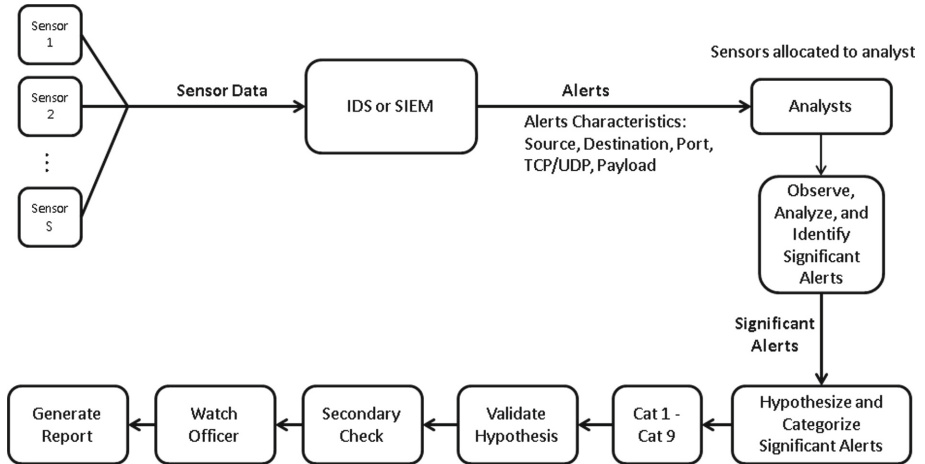 Sensor
1
Sensor
2
Sensor
S
Sensor Data
IDS or SIEM
Alerts
Alerts Characteristics:
Source, Destination, Port,
TCP/UDP, Payload
Sensors allocated to analyst
Analysts
Observe,
Analyze, and
Identify
Significant
Alerts
Significant
Alerts
Hypothesize and
Categorize
Significant Alerts
Cat 1 -
Cat 9
Validate
Hypothesis
Secondary
Check
Watch
Officer
Generate
Report